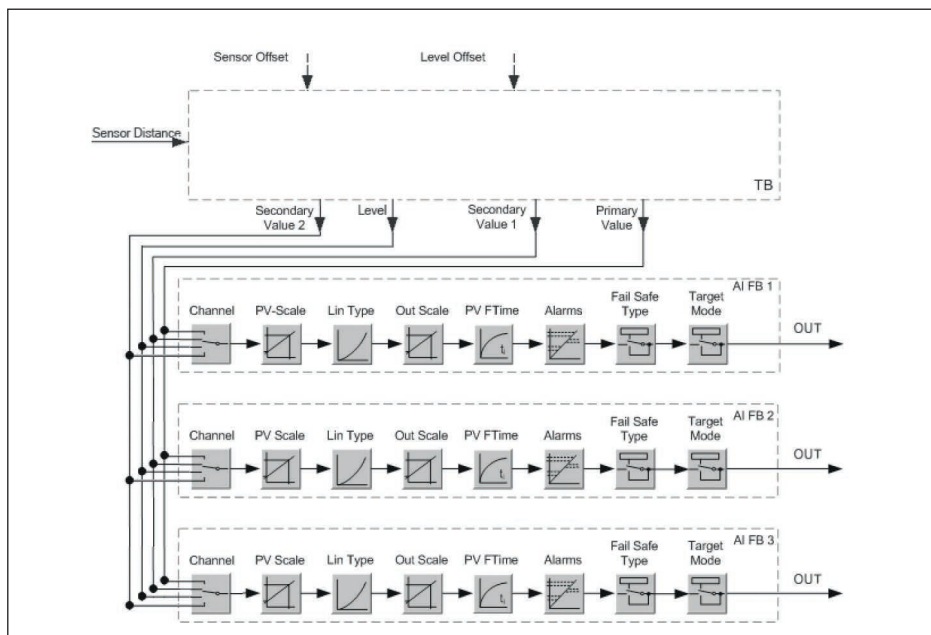 Sensor Offset
Level Offset
Sensor Distance
TB
Secondary
Value 2
Level
Secondary
Value 1
Primary
Value
AI FB 1
Channel
PV-Scale
Lin Type
Out Scale
PV FTime
Alarms
Fail Safe
Type
Target
Mode
OUT
t
AI FB 2
Channel
PV Scale
Lin Type
Out Scale
PV FTime
Alarms
Fail Safe
Type
Target
Mode
OUT
t
AI FB 3
Channel
PV Scale
Lin Type
Out Scale
PV FTime
Alarms
Fail Safe
Type
Target
Mode
OUT
t